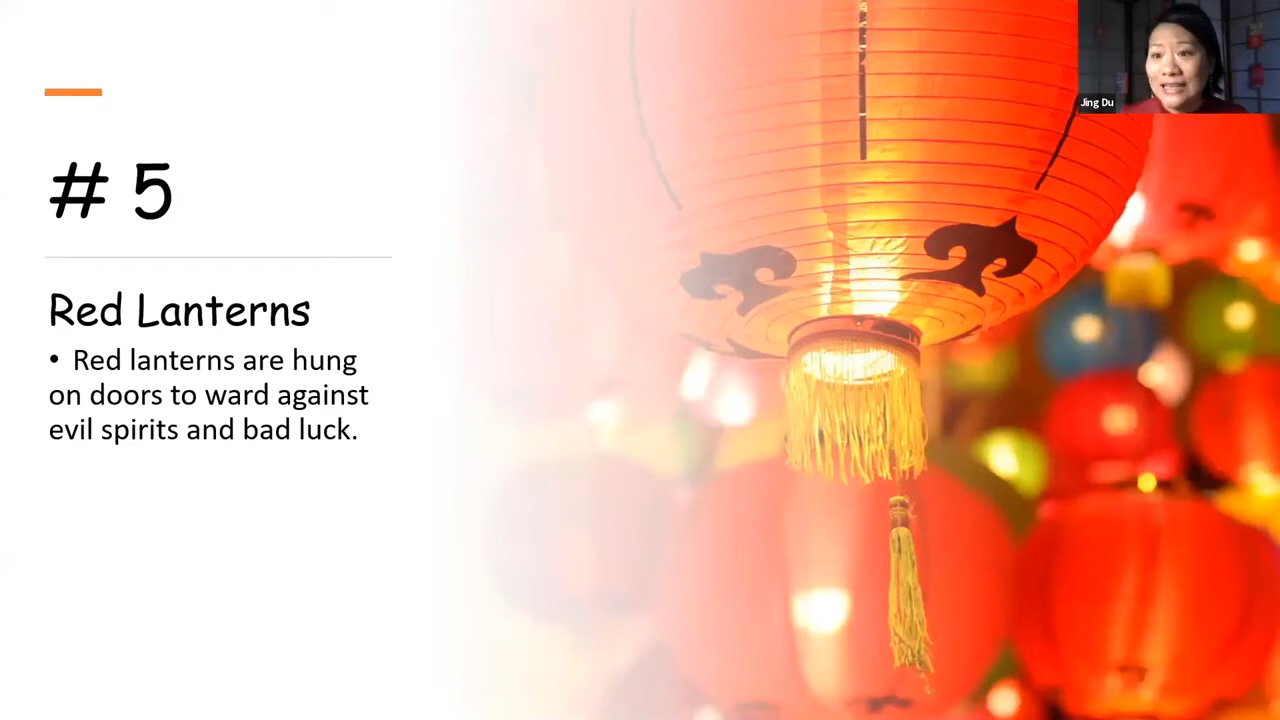 # 5
Red Lanterns
• Red lanterns are hung
on doors to ward against
evil spirits and bad luck.
Jing Du